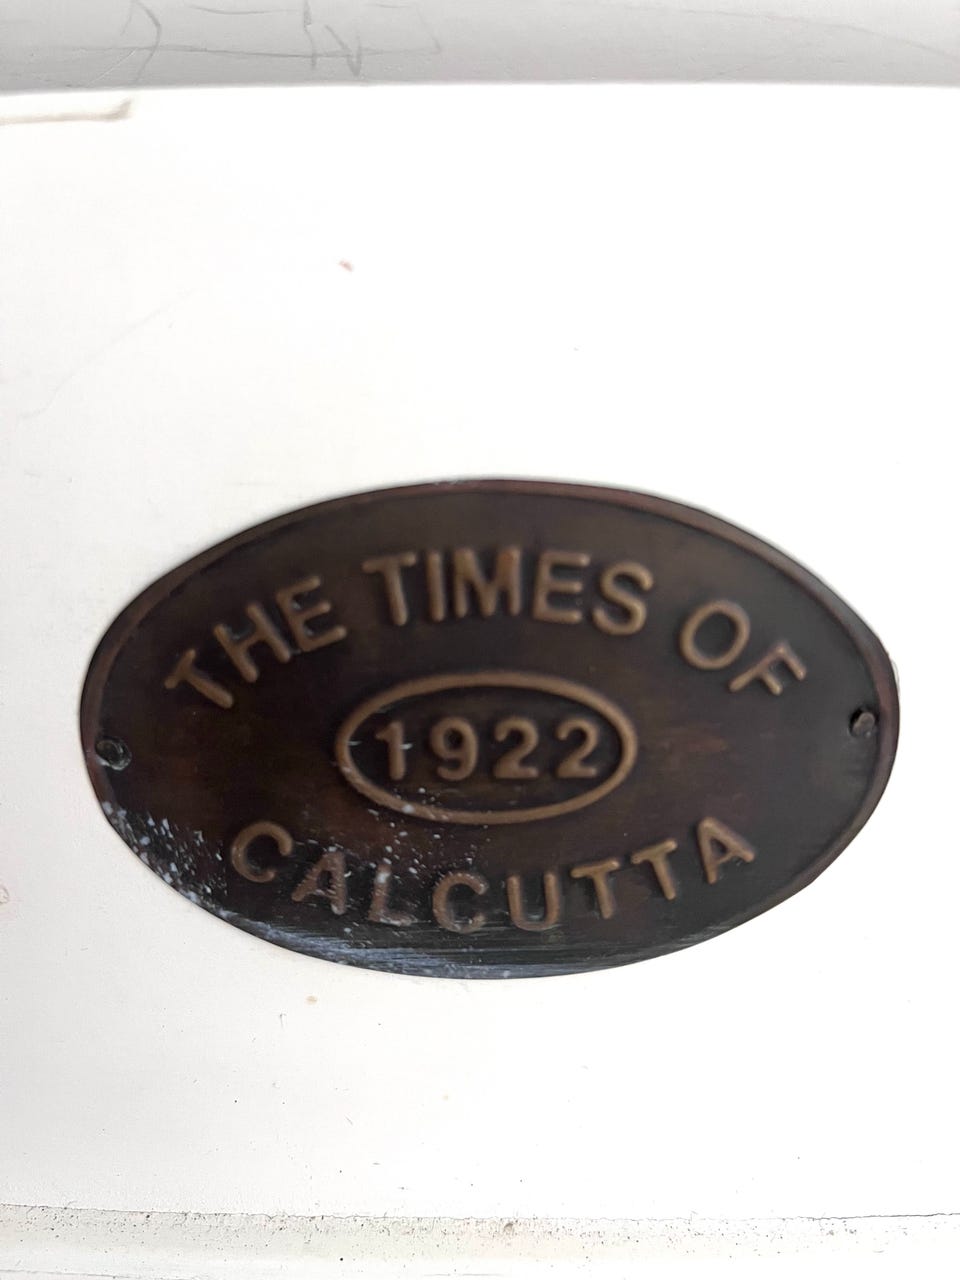 THE TIMES OF
1922
CALCUTTA